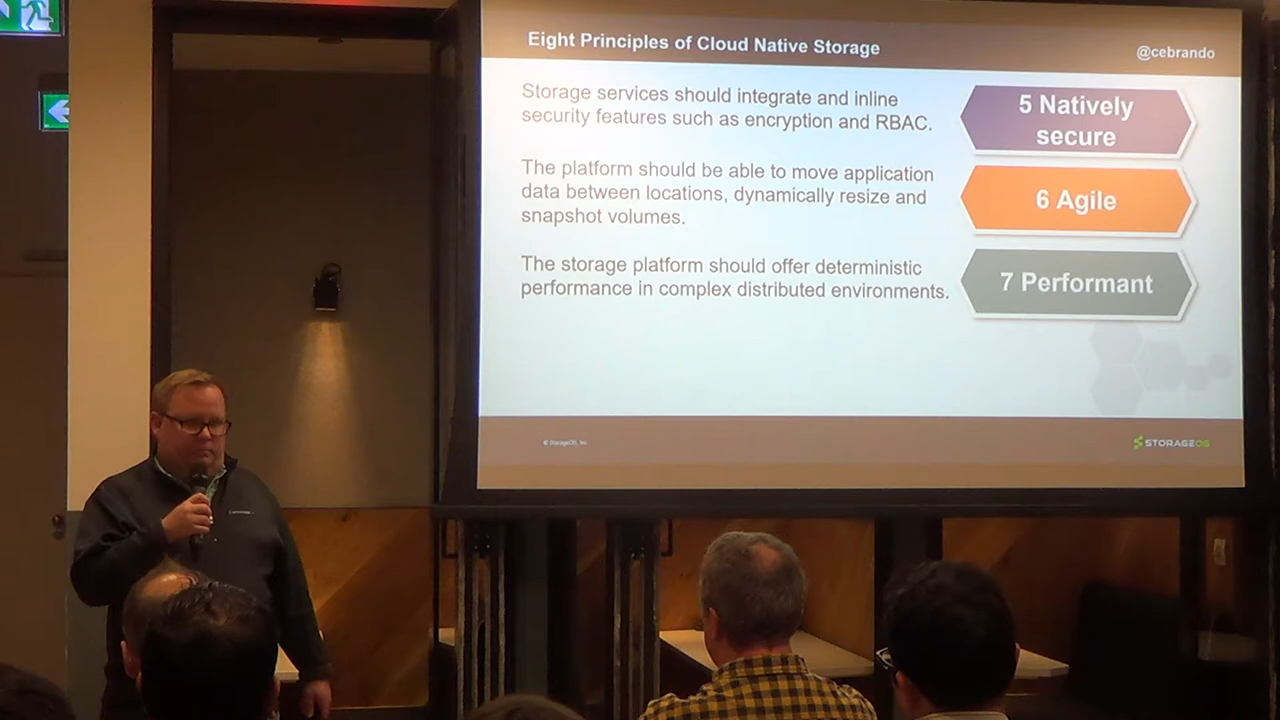 Eight Principles of Cloud Native Storage
@cebrando
Storage services should integrate and inline
security features such as encryption and RBAC.
5 Natively
secure
The platform should be able to move application
data between locations, dynamically resize and
snapshot volumes.
6 Agile
The storage platform should offer deterministic
performance in complex distributed environments.
7 Performant
© StorageOS, Inc
STORAGEOS